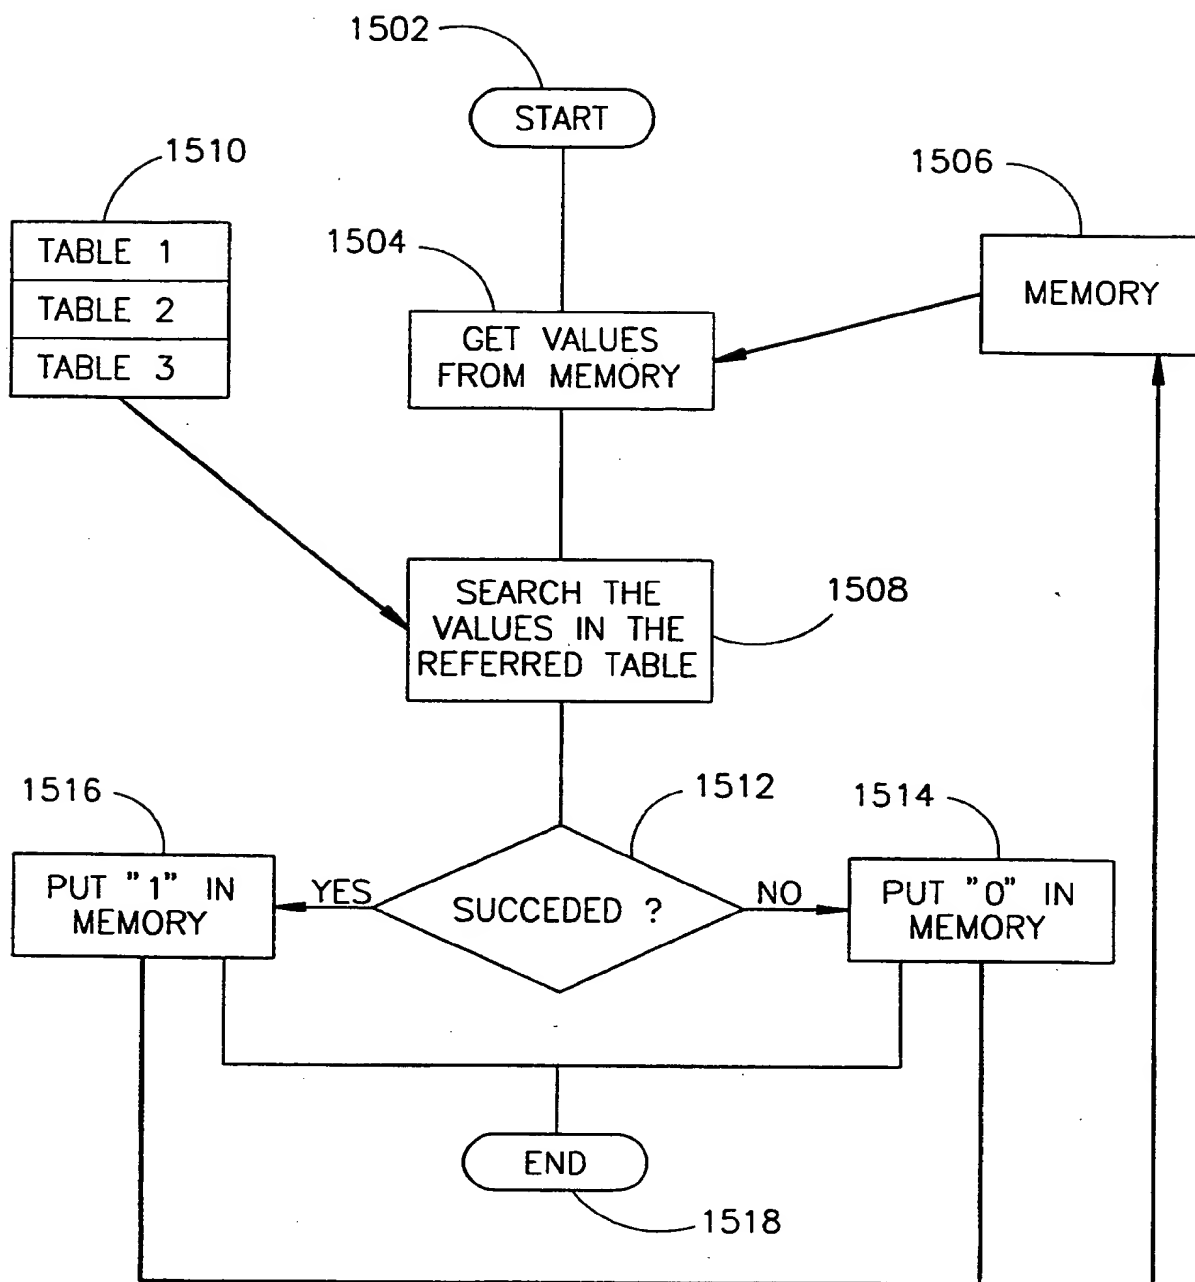 1502
START
1510
1506
TABLE 1
TABLE 2
TABLE 3
1504
MEMORY
GET VALUES
FROM MEMORY
SEARCH THE
VALUES IN THE
REFERRED TABLE
1508
1516
1512
1514
PUT "1" IN
MEMORY
YES
SUCCEDED ?
NO
PUT "0" IN
MEMORY
END
1518